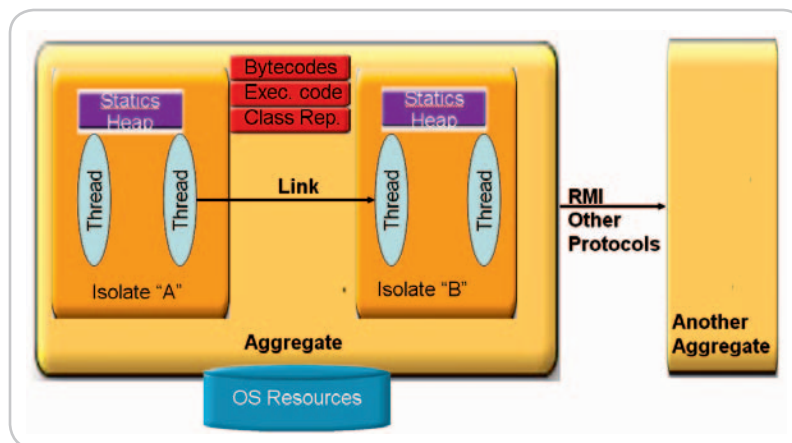 Bytecodes
Exec. code
Class Rep.
Statics
Heap
Statics
Heap
Thread
Thread
Link
Thread
Thread
RMI
Other
Protocols
Isolate “A”
Isolate “B”
Aggregate
Another
Aggregate
OS Resources